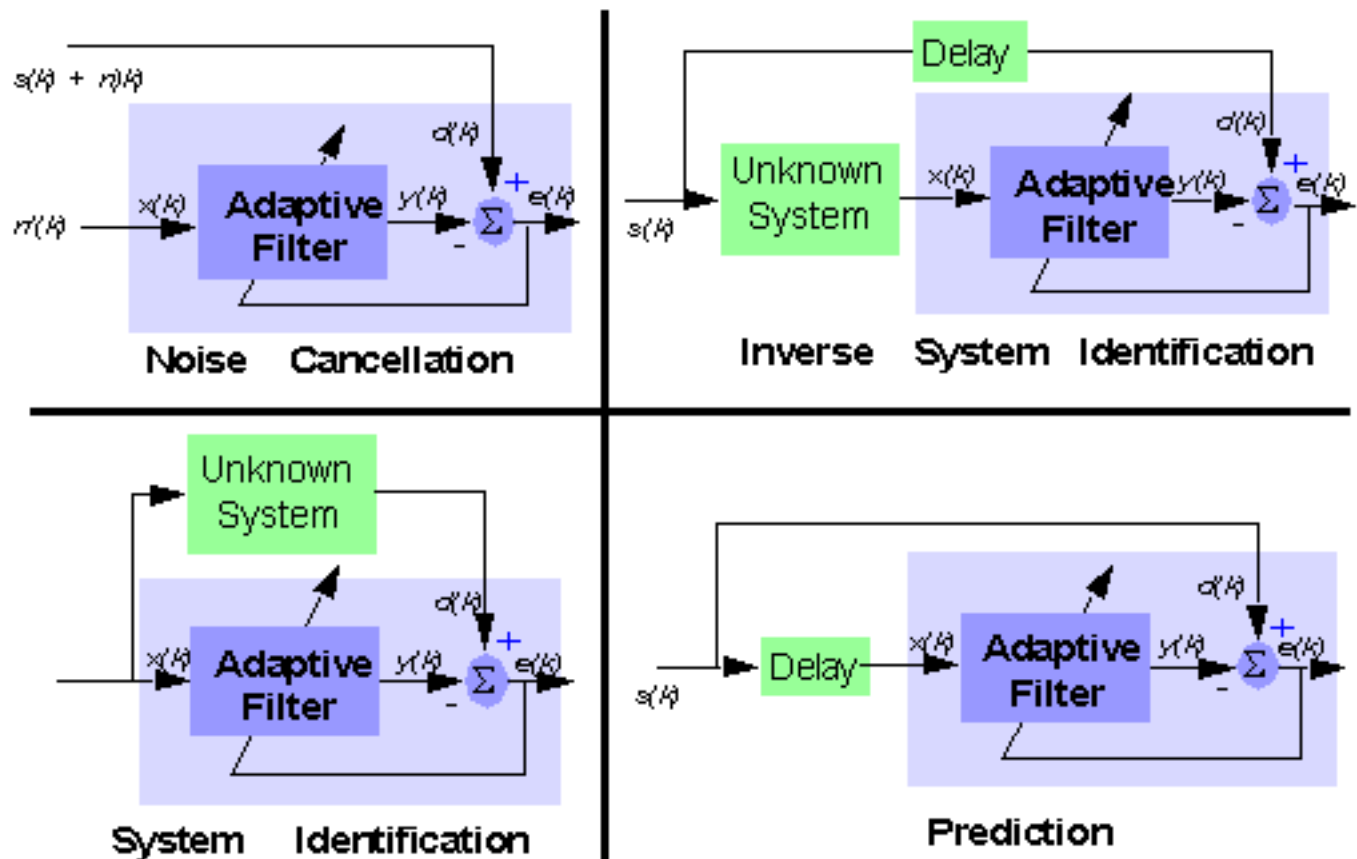 s(k) + n)k)
d(k)
+
x(k)
Adaptive
Filter
y(k)
Σ
e(k)
-
n'(k)
Noise Cancellation
Delay
d(k)
+
Unknown
System
x(k)
Adaptive
Filter
y(k)
Σ
e(k)
-
s(k)
Inverse System Identification
Unknown
System
d(k)
+
x(k)
Adaptive
Filter
y(k)
Σ
e(k)
-
System Identification
d(k)
+
s(k)
Delay
x(k)
Adaptive
Filter
y(k)
Σ
e(k)
-
Prediction